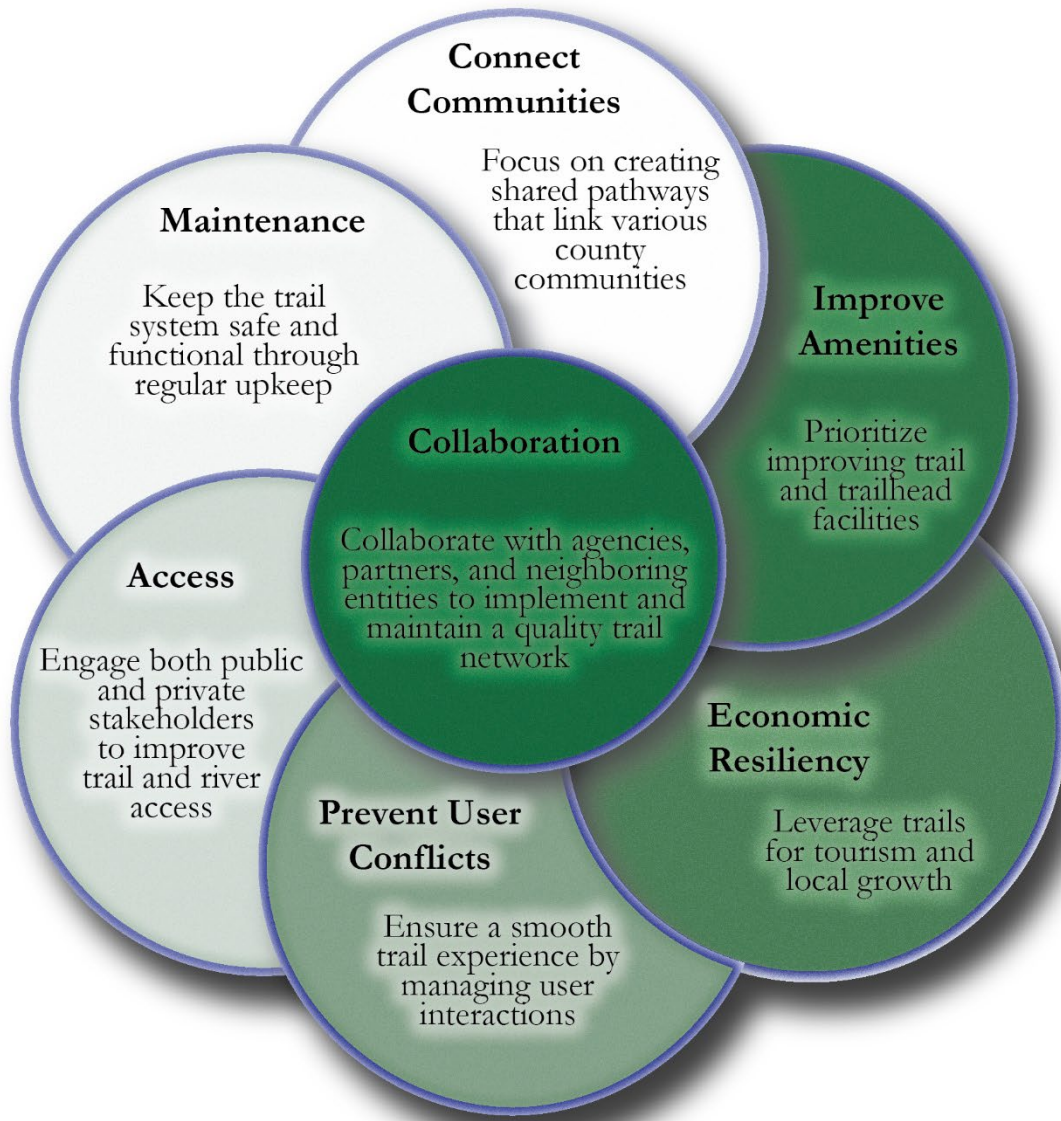 Connect
Communities
Focus on creating
shared pathways
that link various
county
communities
Maintenance
Keep the trail
system safe and
functional through
regular upkeep
Improve
Amenities
Prioritize
improving trail
and trailhead
facilities
Collaboration
Collaborate with agencies,
partners, and neighboring
entities to implement and
maintain a quality trail
network
Access
Engage both public
and private
stakeholders
to improve
trail and river
access
Economic
Resiliency
Leverage trails
for tourism and
local growth
Prevent User
Conflicts
Ensure a smooth
trail experience by
managing user
interactions